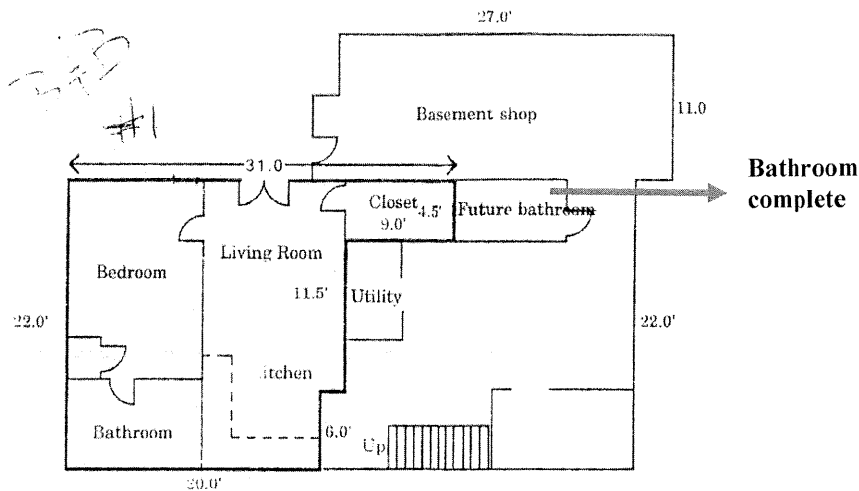 27.0'
#1
Basement shop
11.0
31.0
Bathroom
complete
Closet
4.5'
Future bathroom
9.0'
Living Room
Bedroom
11.5'
Utility
22.0'
22.0'
itchen
Bathroom
6.0'
Up
20.0'